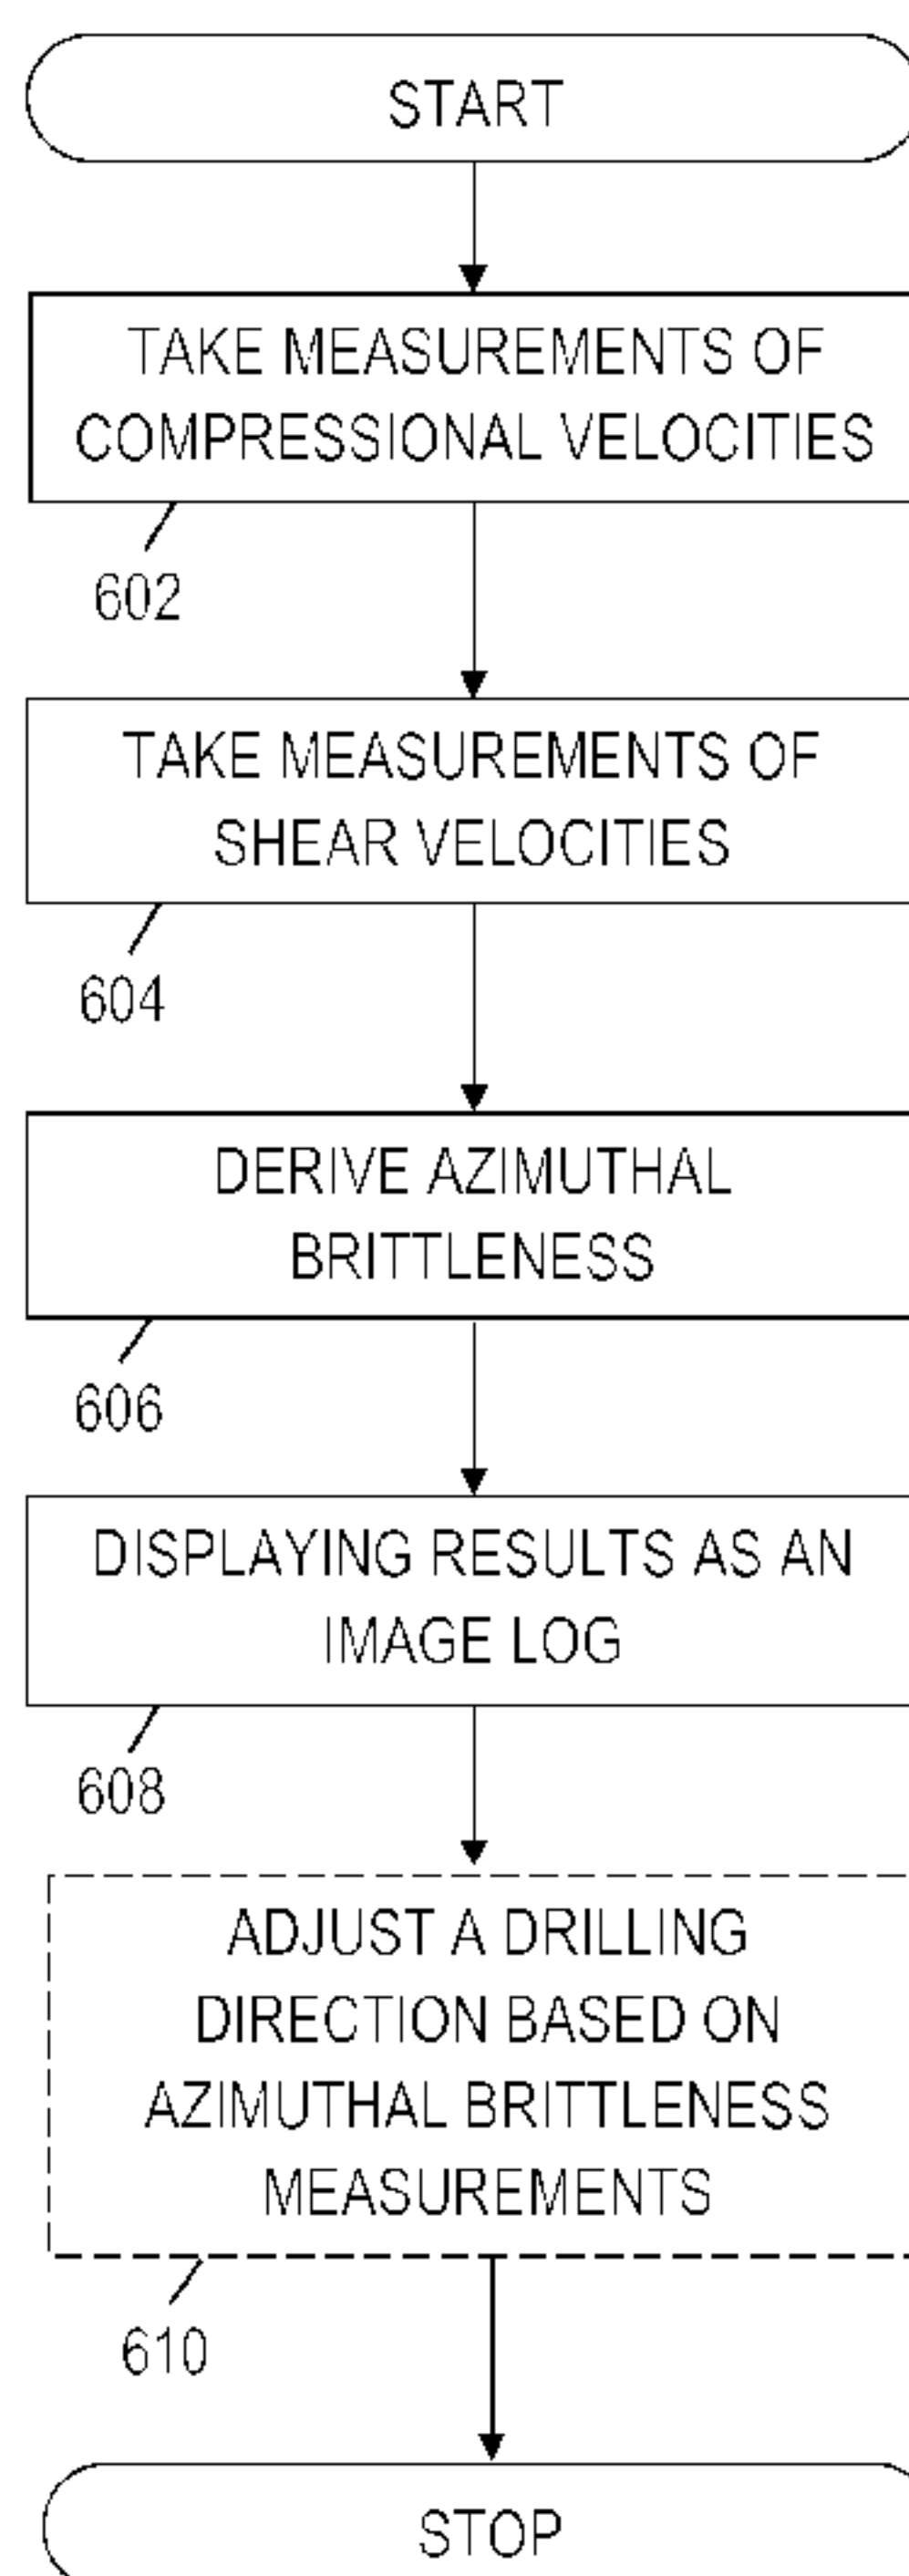 START
TAKE MEASUREMENTS OF
COMPRESSIONAL VELOCITIES
602
TAKE MEASUREMENTS OF
SHEAR VELOCITIES
604
DERIVE AZIMUTHAL
BRITTLENESS
606
DISPLAYING RESULTS AS AN
IMAGE LOG
608
ADJUST A DRILLING
DIRECTION BASED ON
AZIMUTHAL BRITTLENESS
MEASUREMENTS
610
STOP